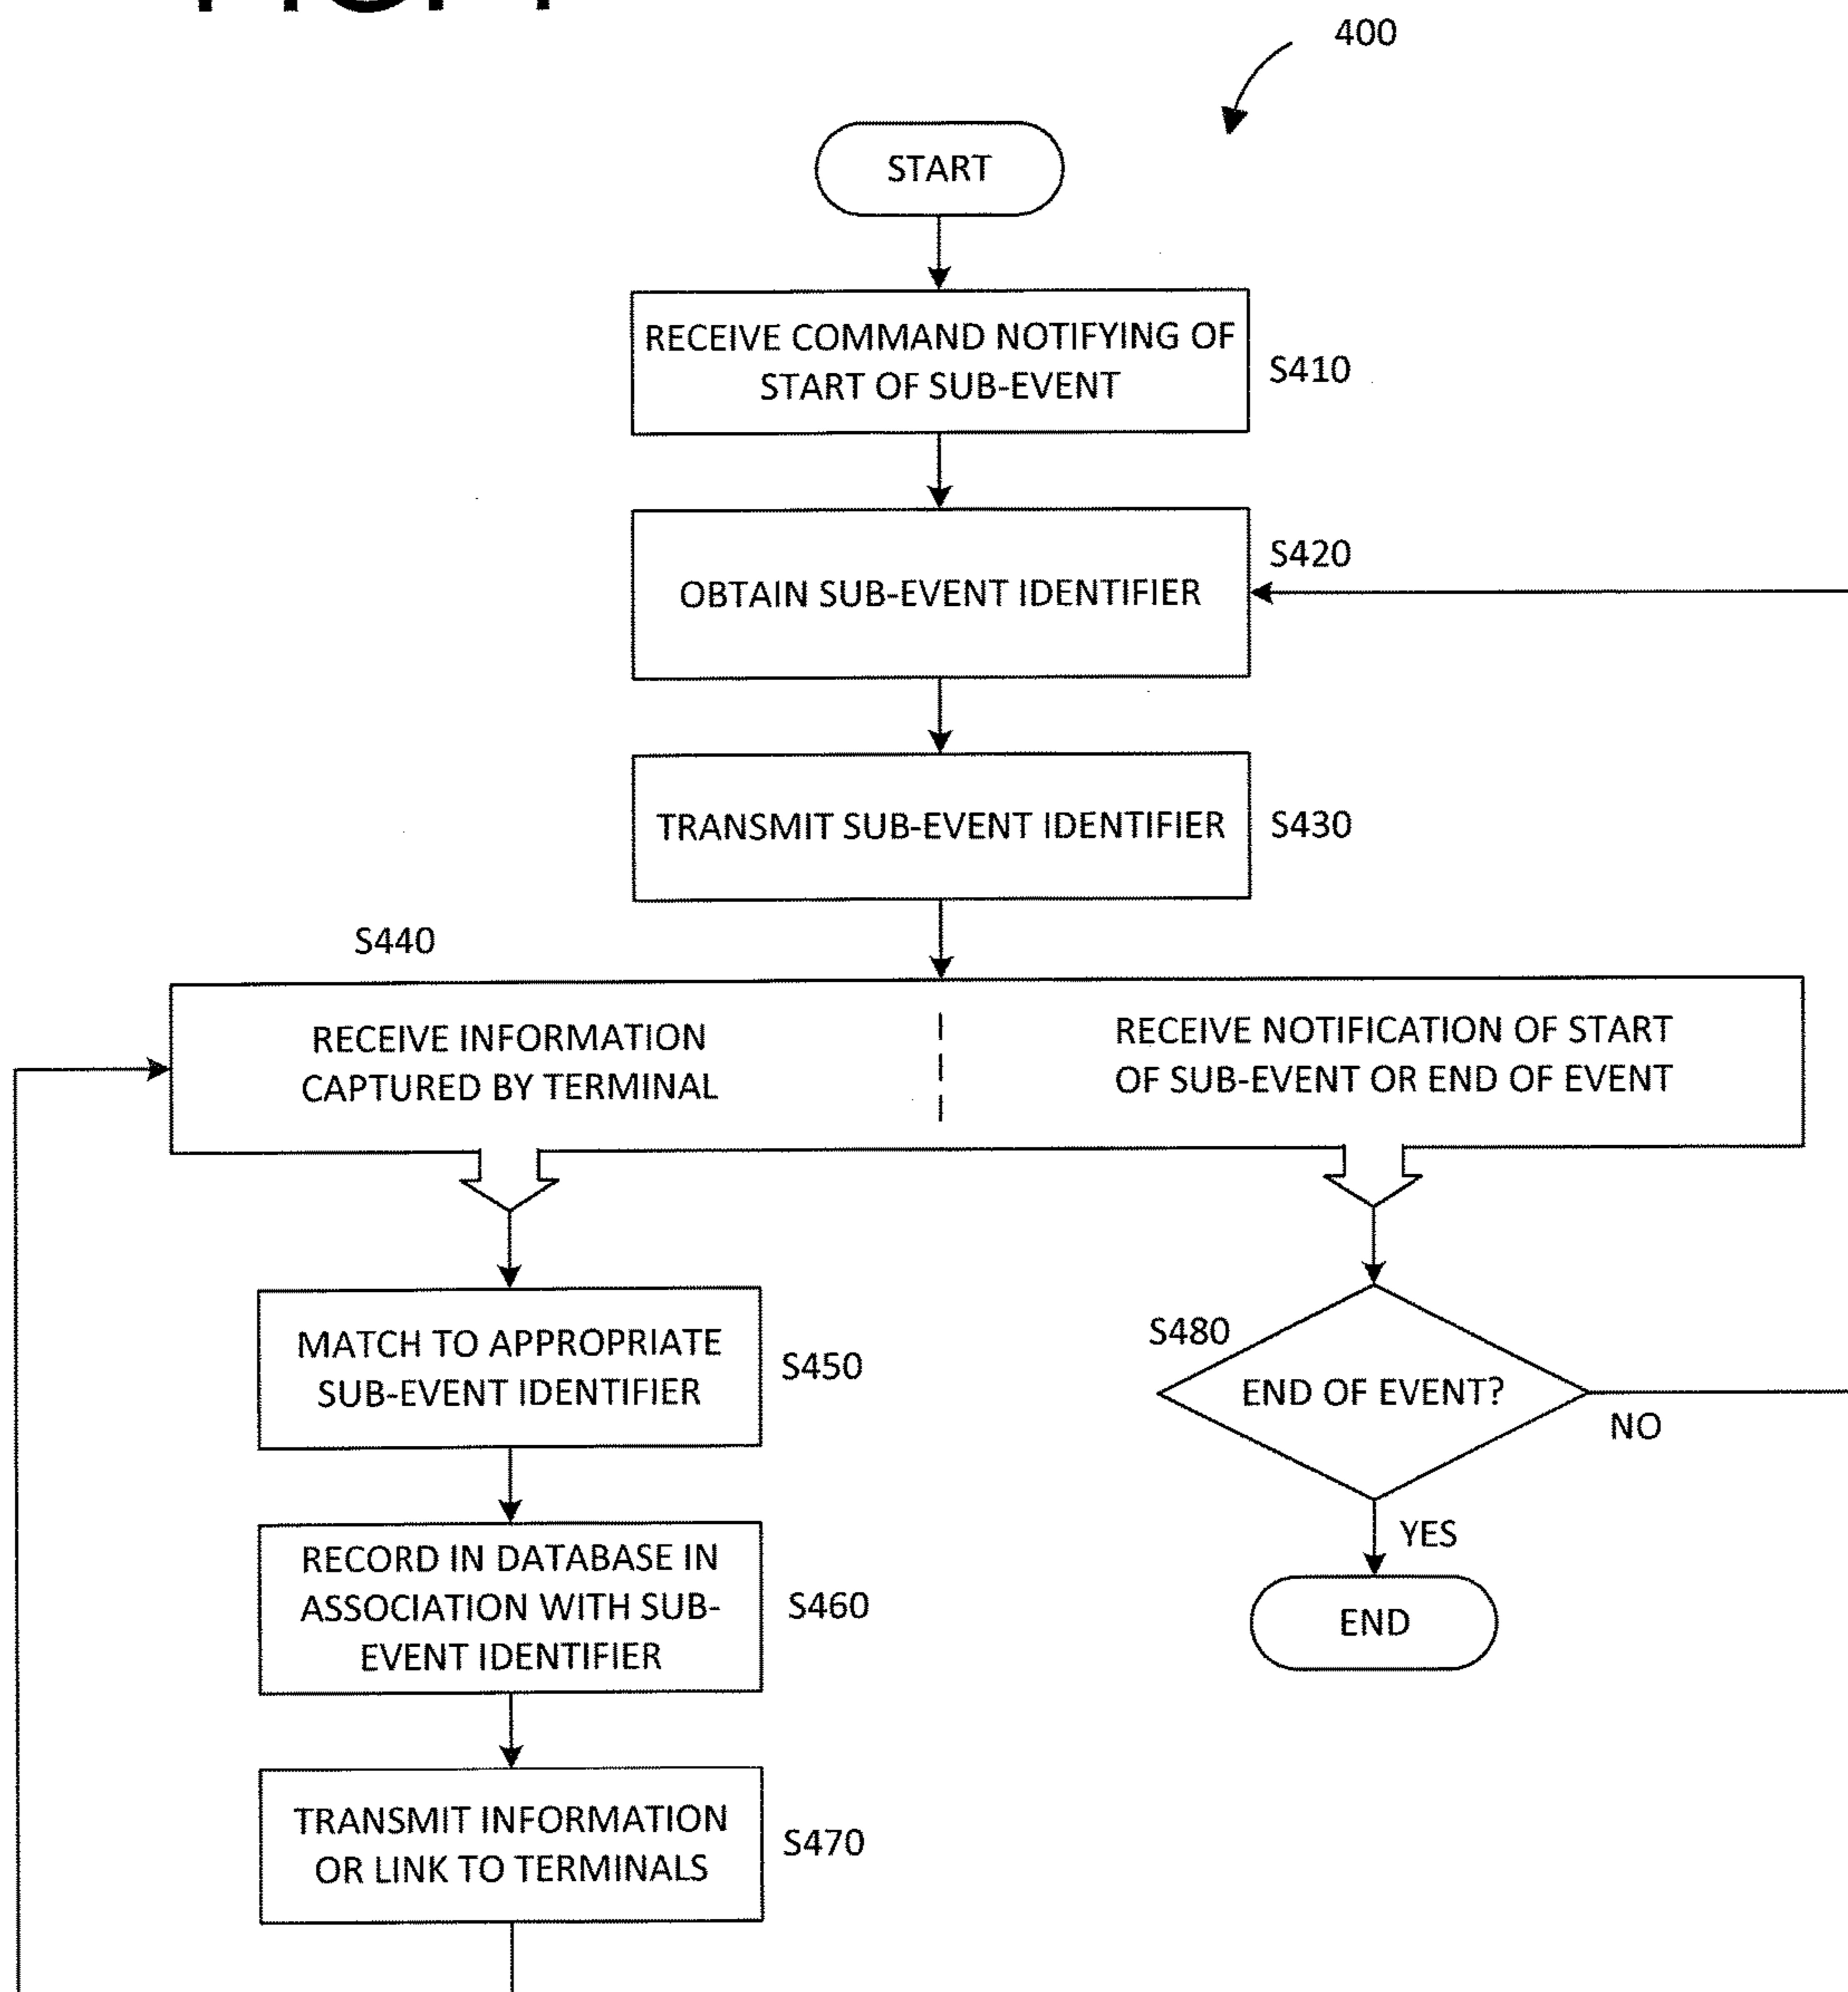 400
START
RECEIVE COMMAND NOTIFYING OF
START OF SUB-EVENT
S410
S420
OBTAIN SUB-EVENT IDENTIFIER
TRANSMIT SUB-EVENT IDENTIFIER
S430
S440
RECEIVE INFORMATION
CAPTURED BY TERMINAL
RECEIVE NOTIFICATION OF START
OF SUB-EVENT OR END OF EVENT
MATCH TO APPROPRIATE
SUB-EVENT IDENTIFIER
S450
S480
END OF EVENT?
NO
YES
RECORD IN DATABASE IN
ASSOCIATION WITH SUB-
EVENT IDENTIFIER
S460
END
TRANSMIT INFORMATION
OR LINK TO TERMINALS
S470